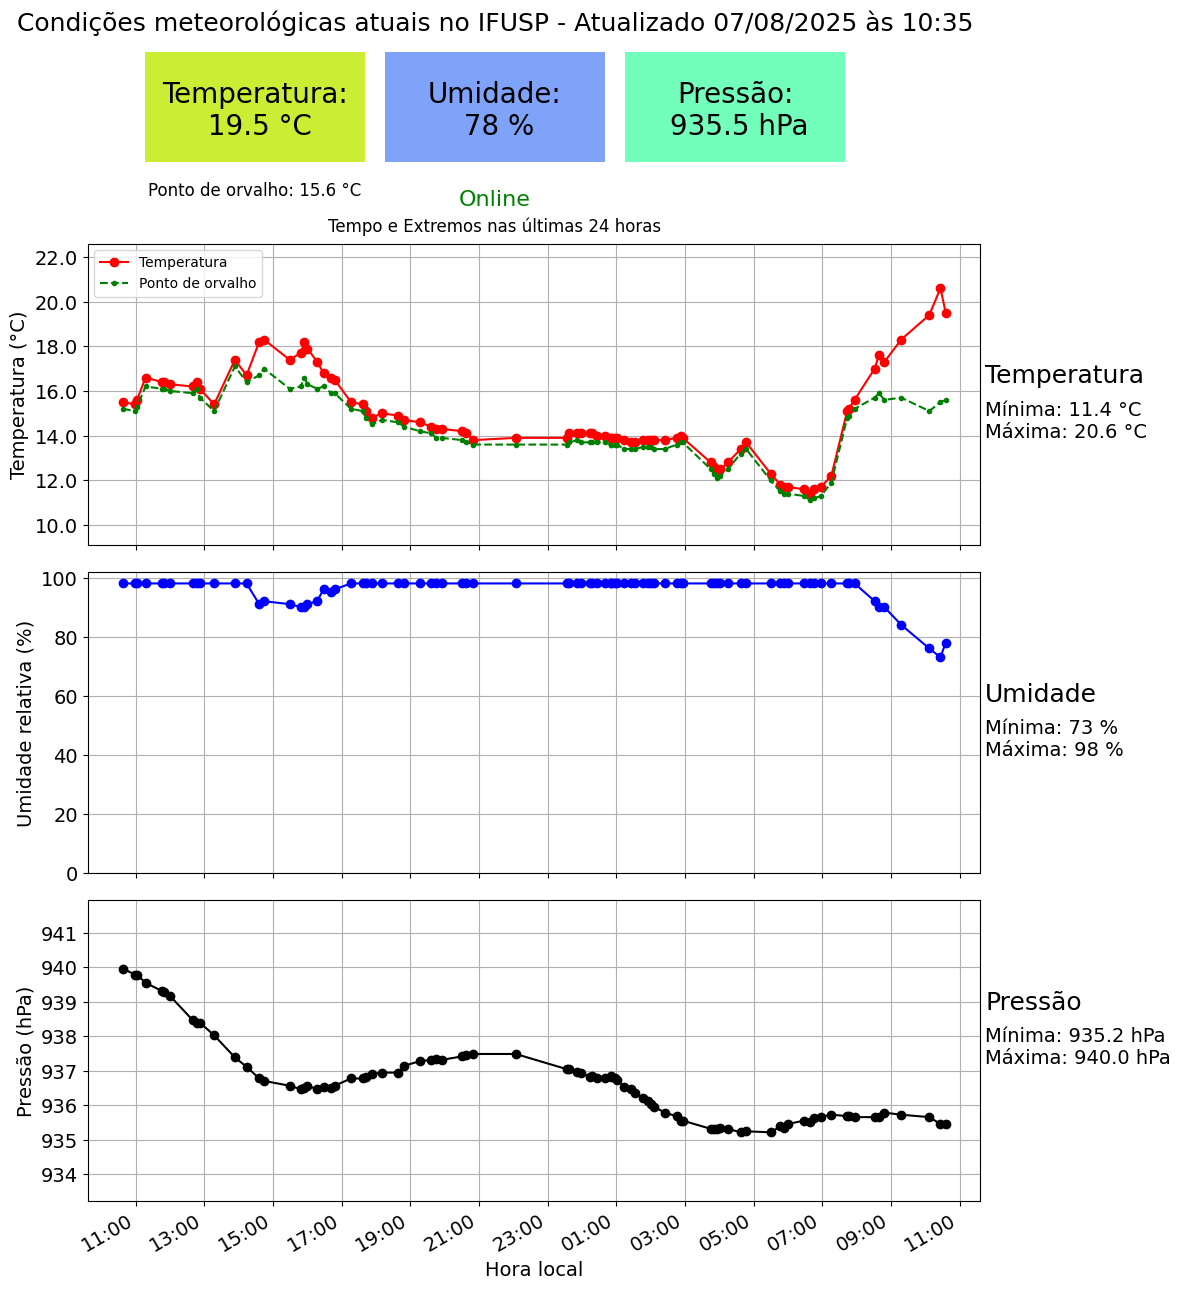 Condições meteorológicas atuais no IFUSP - Atualizado 07/08/2025 às 10:35
Temperatura:
19.5 °C
Umidade:
78 %
Pressão:
935.5 hPa
Ponto de orvalho: 15.6 °C
Online
Tempo e Extremos nas últimas 24 horas
Temperatura
Ponto de orvalho
Temperatura (°C)
22.0
20.0
18.0
16.0
14.0
12.0
10.0
Temperatura
Mínima: 11.4 °C
Máxima: 20.6 °C
Umidade relativa (%)
100
80
60
40
20
0
Umidade
Mínima: 73 %
Máxima: 98 %
Pressão (hPa)
941
940
939
938
937
936
935
934
Pressão
Mínima: 935.2 hPa
Máxima: 940.0 hPa
11:00 13:00 15:00 17:00 19:00 21:00 23:00 01:00 03:00 05:00 07:00 09:00 11:00
Hora local